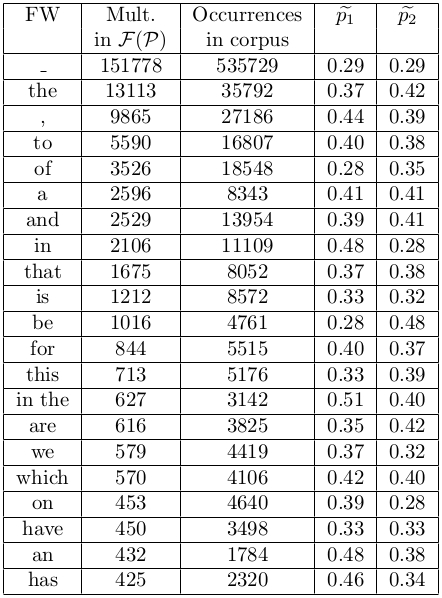 FW Mult. Occurrences p̃₁ p̃₂
in F(P) in corpus
_ 151778 535729 0.29 0.29
the 13113 35792 0.37 0.42
, 9865 27186 0.44 0.39
to 5590 16807 0.40 0.38
of 3526 18548 0.28 0.35
a 2596 8343 0.41 0.41
and 2529 13954 0.39 0.41
in 2106 11109 0.48 0.28
that 1675 8052 0.37 0.38
is 1212 8572 0.33 0.32
be 1016 4761 0.28 0.48
for 844 5515 0.40 0.37
this 713 5176 0.33 0.39
in the 627 3142 0.51 0.40
are 616 3825 0.35 0.42
we 579 4419 0.37 0.32
which 570 4106 0.42 0.40
on 453 4640 0.39 0.28
have 450 3498 0.33 0.33
an 432 1784 0.48 0.38
has 425 2320 0.46 0.34